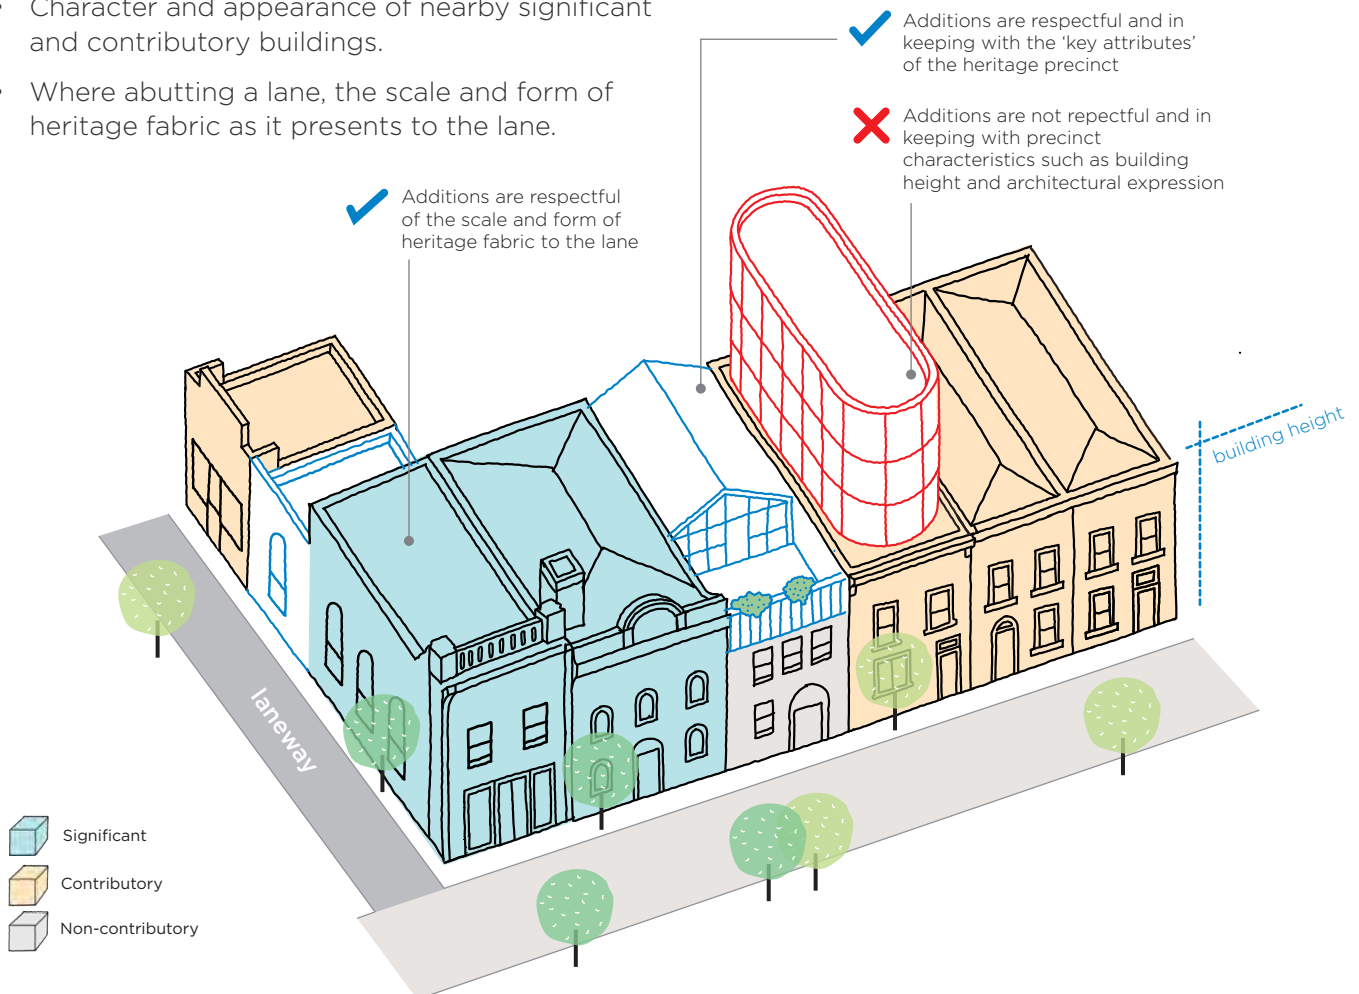 • Character and appearance of nearby significant
and contributory buildings.
• Where abutting a lane, the scale and form of
heritage fabric as it presents to the lane.
Additions are respectful and in
keeping with the ‘key attributes’
of the heritage precinct
Additions are not repectful and in
keeping with precinct
characteristics such as building
height and architectural expression
Additions are respectful
of the scale and form of
heritage fabric to the lane
building height
laneway
Significant
Contributory
Non-contributory